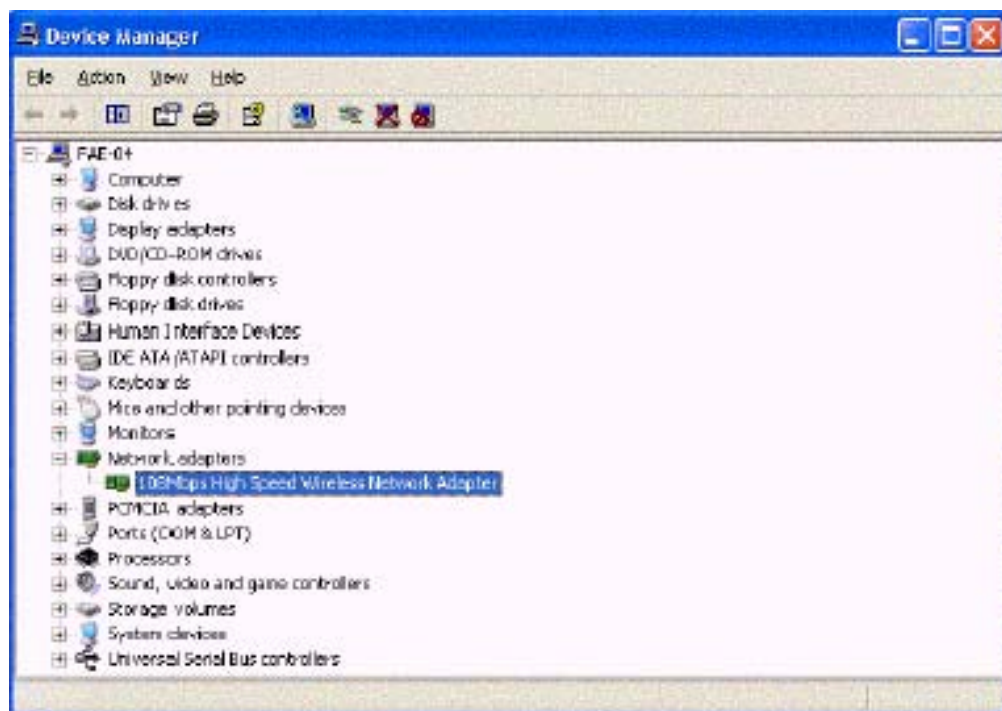 Device Manager
File Action View Help
FAE-04
Computer
Disk drives
Display adapters
DVD/CD-ROM drives
Floppy disk controllers
Floppy disk drives
Human Interface Devices
IDE ATA/ATAPI controllers
Keyboards
Mice and other pointing devices
Monitors
Network adapters
108Mbps High Speed Wireless Network Adapter
PCMCIA adapters
Ports (COM & LPT)
Processors
Sound, video and game controllers
Storage volumes
System devices
Universal Serial Bus controllers